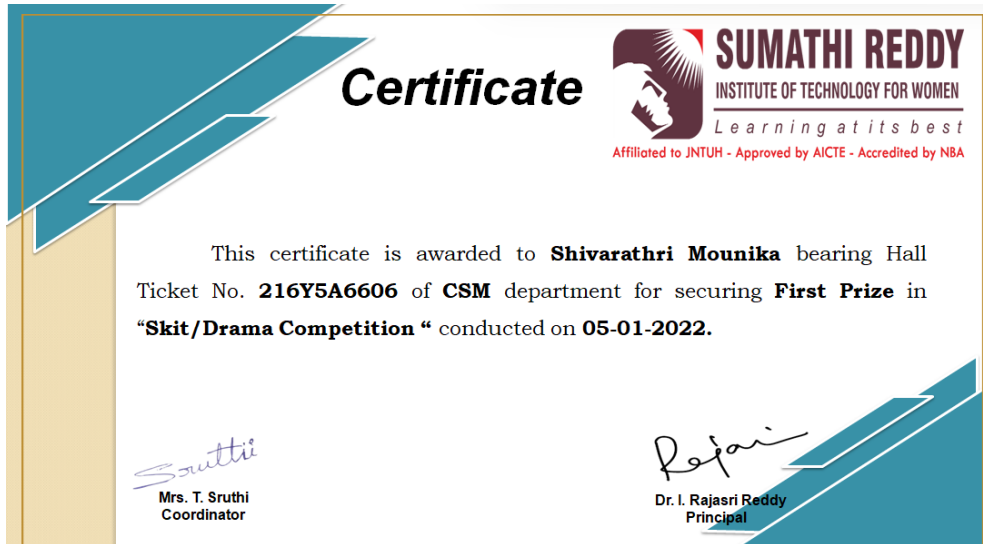 Certificate
SUMATHI REDDY
INSTITUTE OF TECHNOLOGY FOR WOMEN
Learning at its best
Affiliated to JNTUH - Approved by AICTE - Accredited by NBA
This certificate is awarded to Shivarathri Mounika bearing Hall
Ticket No. 216Y5A6606 of CSM department for securing First Prize in
“Skit/Drama Competition “ conducted on 05-01-2022.
Sruthi
Rajasri
Mrs. T. Sruthi
Coordinator
Dr. I. Rajasri Reddy
Principal